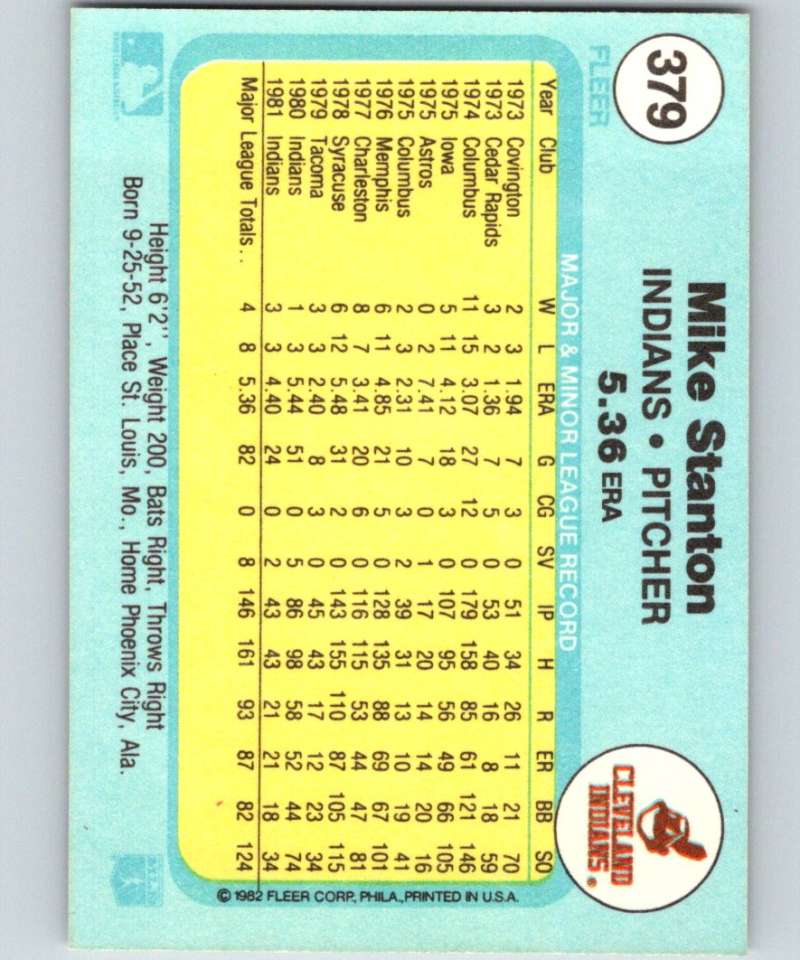 379
FLEER
Mike Stanton
INDIANS • PITCHER
5.36 ERA
CLEVELAND
INDIANS
MAJOR & MINOR LEAGUE RECORD
Year Club W L ERA G CG SV IP H R ER BB SO
1973 Covington 2 3 1.94 7 3 0 51 34 26 11 21 70
1973 Cedar Rapids 3 2 1.36 7 5 0 53 40 16 8 18 59
1974 Columbus 11 15 3.07 27 12 0 179 158 85 61 121 146
1975 Iowa 5 11 4.12 18 3 0 107 95 56 49 66 105
1975 Astros 0 2 7.41 7 0 1 17 20 14 14 20 16
1975 Columbus 2 3 2.31 10 3 2 39 31 13 10 19 41
1976 Memphis 6 11 4.85 21 5 0 128 135 88 69 67 101
1977 Charleston 8 7 3.41 20 6 0 116 115 53 44 47 81
1978 Syracuse 6 12 5.48 31 2 0 143 155 110 87 105 115
1979 Tacoma 3 3 2.40 8 3 0 45 43 17 12 23 34
1980 Indians 1 3 5.44 51 0 5 86 98 58 52 44 74
1981 Indians 3 3 4.40 24 0 2 43 43 21 21 18 34
Major League Totals . . 4 8 5.36 82 0 8 146 161 93 87 82 124
© 1982 FLEER CORP., PHILA., PRINTED IN U.S.A.
Height 6'2", Weight 200, Bats Right, Throws Right
Born 9-25-52, Place St. Louis, Mo., Home Phoenix City, Ala.